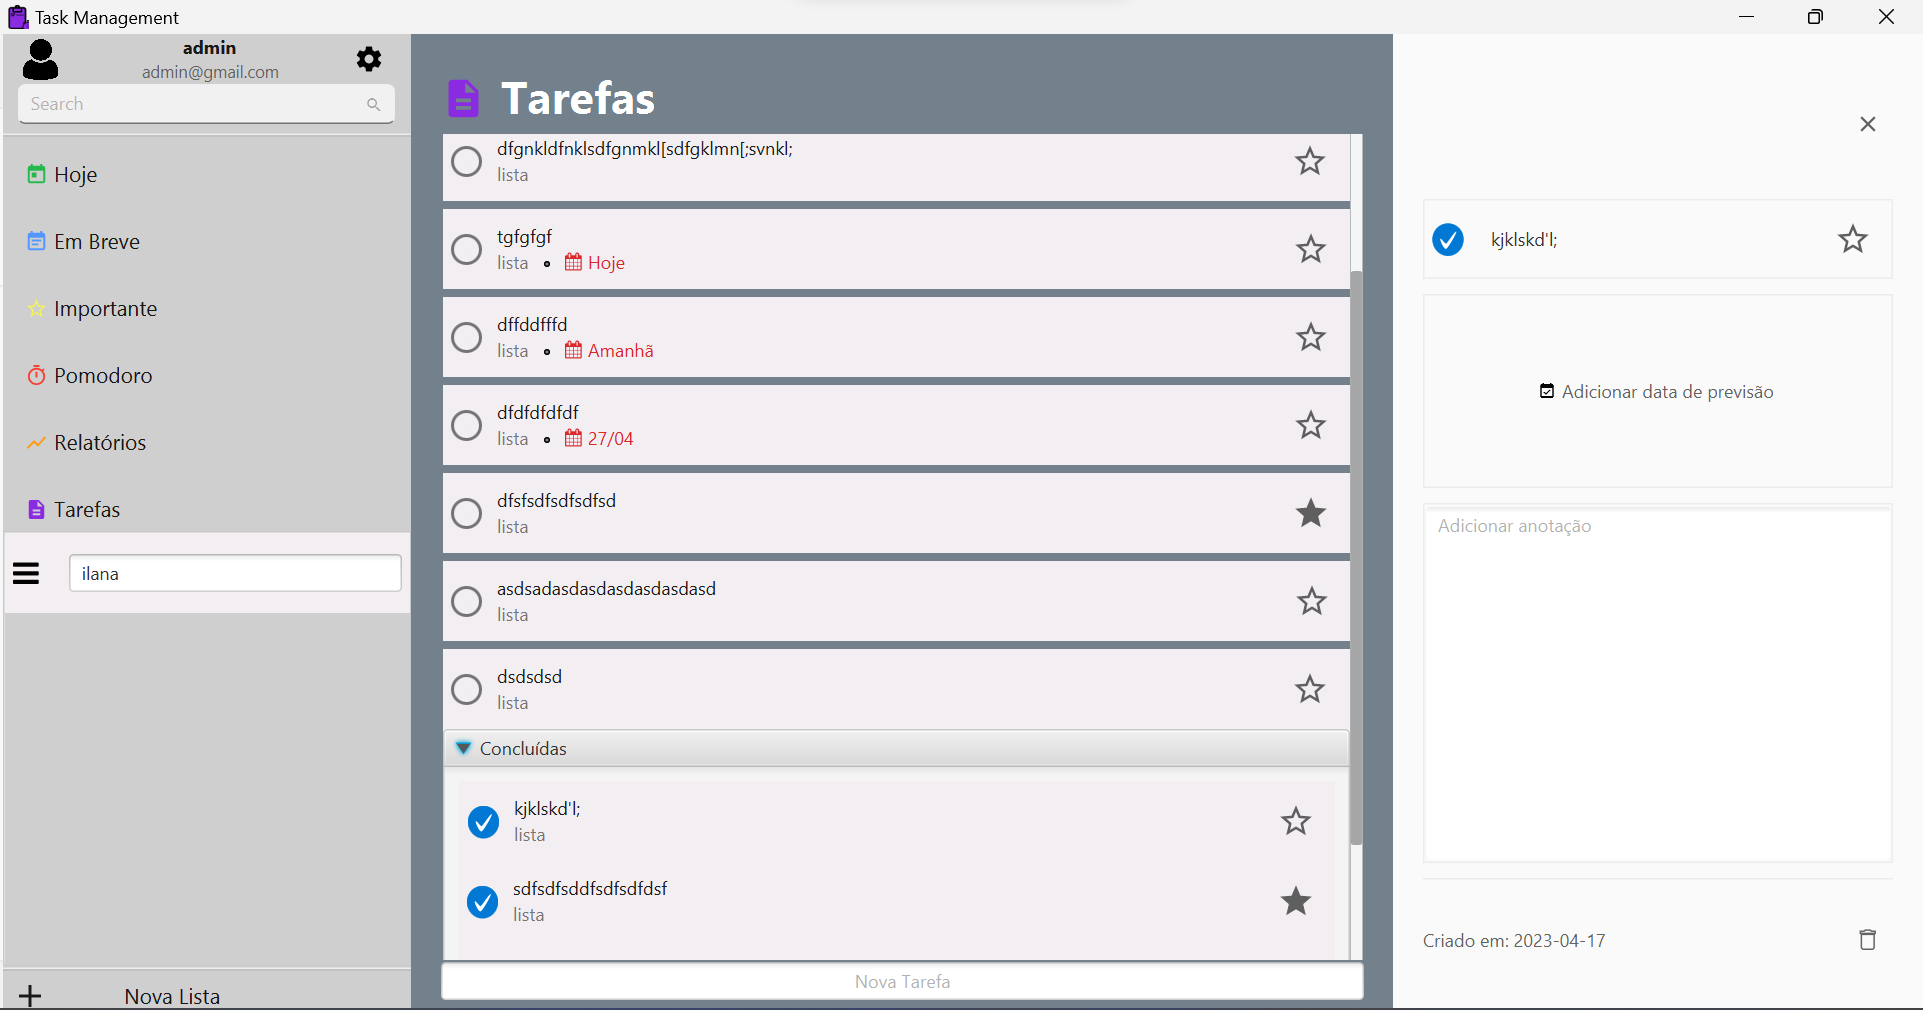 Task Management
admin
admin@gmail.com
Search
Hoje
Em Breve
Importante
Pomodoro
Relatórios
Tarefas
ilana
Nova Lista
Tarefas
dfgnkldfnklsdfgnmkl[sdfgklmn[;svnkl;
lista
tgfgfgf
lista • Hoje
dffddfffd
lista • Amanhã
dfdfdfdfdf
lista • 27/04
dfsfsdfsdfsdfsd
lista
asdsadasdasdasdasdasd
lista
dsdsdsd
lista
Concluídas
kjklskd'l;
lista
sdfsdfsddfsdfsdfdsf
lista
Nova Tarefa
kjklskd'l;
Adicionar data de previsão
Adicionar anotação
Criado em: 2023-04-17